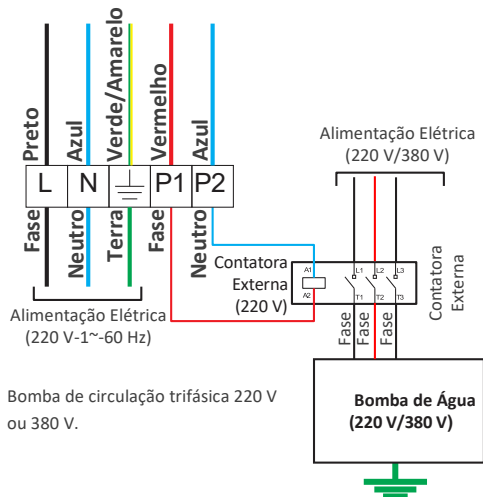 Preto
Azul
Verde/Amarelo
Vermelho
Azul
L N P1 P2
Fase
Neutro
Terra
Fase
Neutro
Alimentação Elétrica
(220 V-1~-60 Hz)
Alimentação Elétrica
(220 V/380 V)
Contatora
Externa
(220 V)
A1
A2
L1 L2 L3
T1 T2 T3
Contatora
Externa
Fase
Fase
Fase
Bomba de Água
(220 V/380 V)
Bomba de circulação trifásica 220 V
ou 380 V.